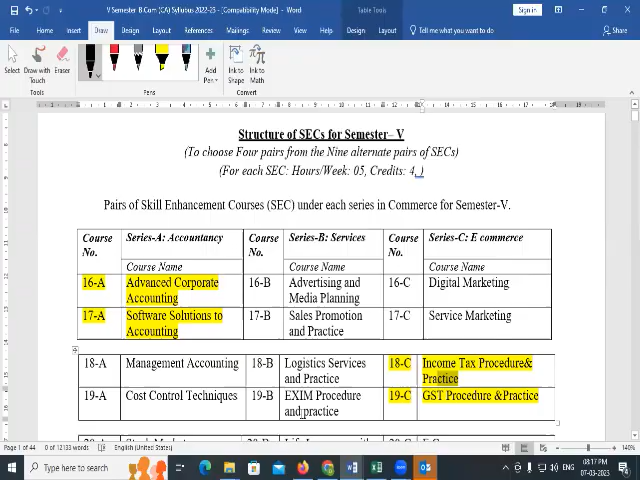 V Semester B.Com (CA) Syllabus 2022-23 - [Compatibility Mode] - Word
Table Tools
Sign in
File Home Insert Draw Design Layout References Mailings Review View Help Design Layout Tell me what you want to do Share
Select
Draw with Touch
Eraser
Add Pen
Ink to Shape
Ink to Math
Pens
Convert
Structure of SECs for Semester– V
(To choose Four pairs from the Nine alternate pairs of SECs)
(For each SEC: Hours/Week: 05, Credits: 4, )
Pairs of Skill Enhancement Courses (SEC) under each series in Commerce for Semester-V.
Course No. Series-A: Accountancy Course No. Series-B: Services Course No. Series-C: E commerce
Course Name Course Name Course Name
16-A Advanced Corporate Accounting 16-B Advertising and Media Planning 16-C Digital Marketing
17-A Software Solutions to Accounting 17-B Sales Promotion and Practice 17-C Service Marketing
18-A Management Accounting 18-B Logistics Services and Practice 18-C Income Tax Procedure& Practice
19-A Cost Control Techniques 19-B EXIM Procedure and practice 19-C GST Procedure &Practice
Page 1 of 44 0 of 12133 words English (United States) 140%
Type here to search
ENG
08:17 PM
07-03-2023